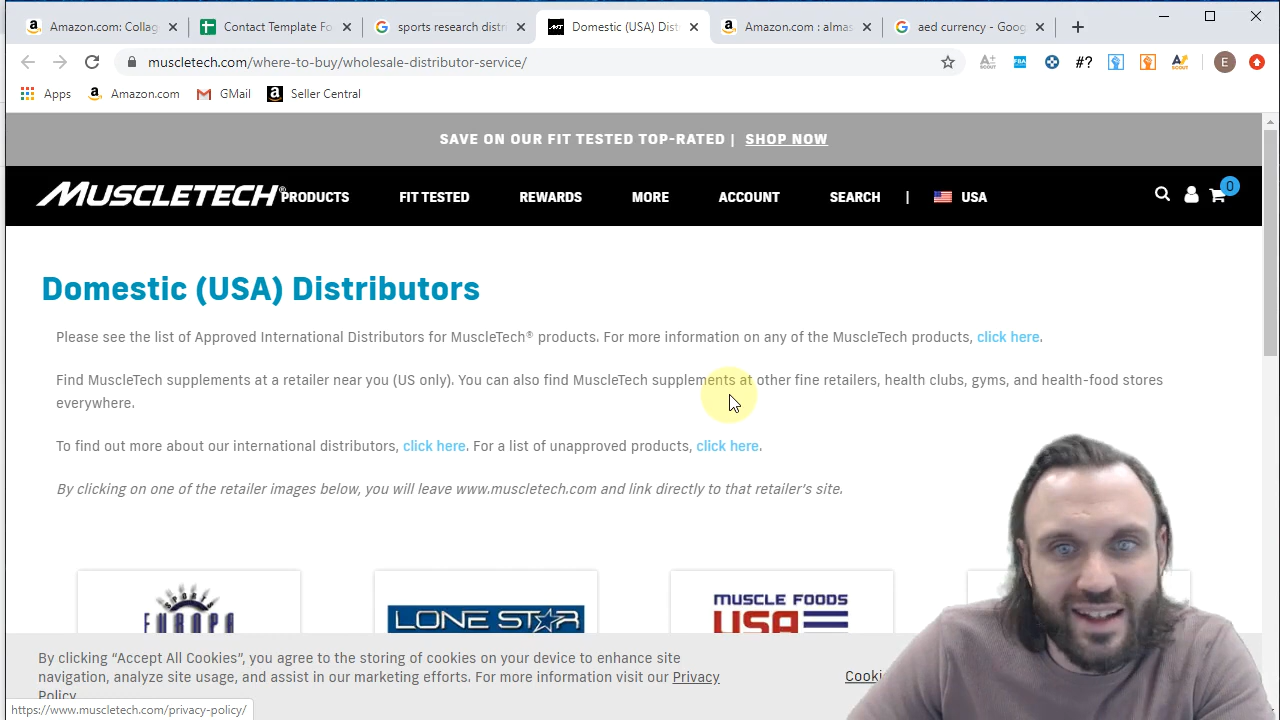 Amazon.com: Collag
Contact Template Fo
sports research distr
Domestic (USA) Dist
Amazon.com : almas
aed currency - Goog
muscletech.com/where-to-buy/wholesale-distributor-service/
Apps Amazon.com GMail Seller Central
SAVE ON OUR FIT TESTED TOP-RATED | SHOP NOW
MUSCLETECH® PRODUCTS FIT TESTED REWARDS MORE ACCOUNT SEARCH | USA 0
Domestic (USA) Distributors
Please see the list of Approved International Distributors for MuscleTech® products. For more information on any of the MuscleTech products, click here.
Find MuscleTech supplements at a retailer near you (US only). You can also find MuscleTech supplements at other fine retailers, health clubs, gyms, and health-food stores
everywhere.
To find out more about our international distributors, click here. For a list of unapproved products, click here.
By clicking on one of the retailer images below, you will leave www.muscletech.com and link directly to that retailer's site.
SPORTS EUROPA
LONE STAR
MUSCLE FOODS
USA
By clicking “Accept All Cookies”, you agree to the storing of cookies on your device to enhance site
navigation, analyze site usage, and assist in our marketing efforts. For more information visit our Privacy
Policy
Cooki
https://www.muscletech.com/privacy-policy/